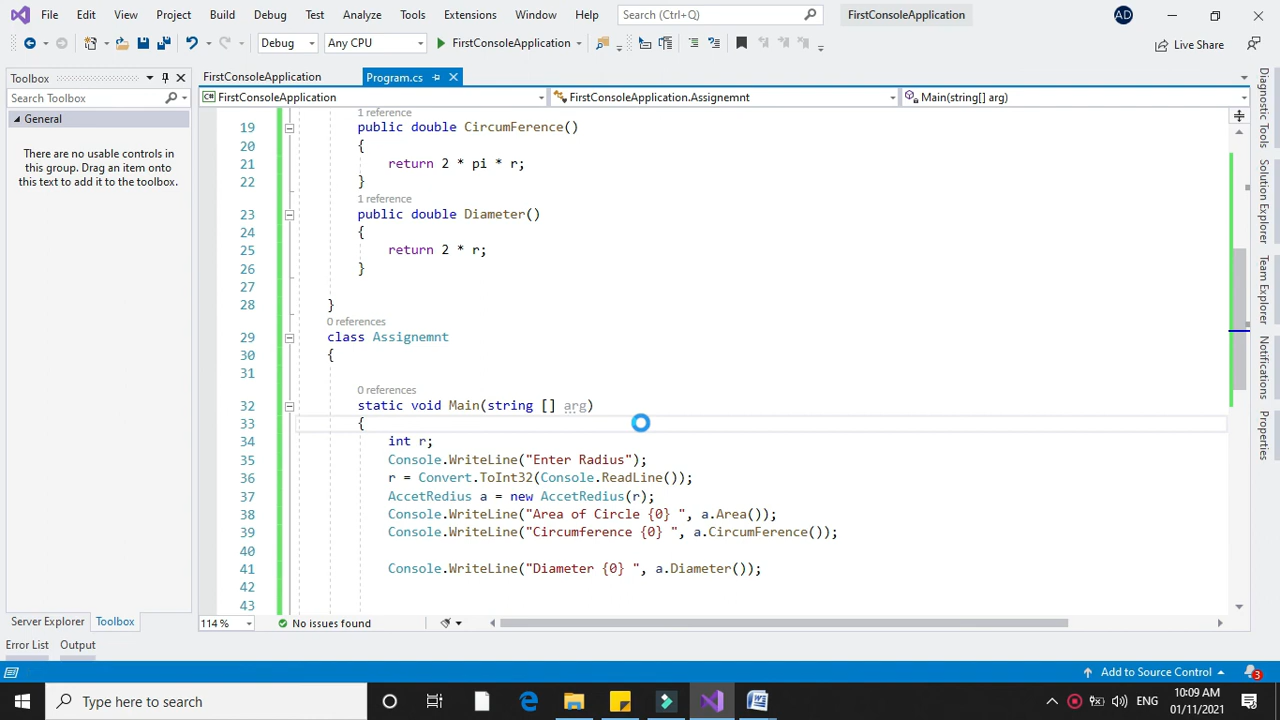 File Edit View Project Build Debug Test Analyze Tools Extensions Window Help Search (Ctrl+Q) FirstConsoleApplication AD
Debug Any CPU FirstConsoleApplication Live Share
Toolbox
Search Toolbox
General
There are no usable controls in
this group. Drag an item onto
this text to add it to the toolbox.
FirstConsoleApplication Program.cs
FirstConsoleApplication FirstConsoleApplication.Assignemnt Main(string[] arg)
1 reference
19 public double CircumFerence()
20 {
21 return 2 * pi * r;
22 }
1 reference
23 public double Diameter()
24 {
25 return 2 * r;
26 }
27
28 }
0 references
29 class Assignemnt
30 {
31
0 references
32 static void Main(string [] arg)
33 {
34 int r;
35 Console.WriteLine("Enter Radius");
36 r = Convert.ToInt32(Console.ReadLine());
37 AccetRedius a = new AccetRedius(r);
38 Console.WriteLine("Area of Circle {0} ", a.Area());
39 Console.WriteLine("Circumference {0} ", a.CircumFerence());
40
41 Console.WriteLine("Diameter {0} ", a.Diameter());
42
43
114 % No issues found
Server Explorer Toolbox
Error List Output
Diagnostic Tools
Solution Explorer
Team Explorer
Notifications
Properties
Add to Source Control 3
Type here to search
ENG 10:09 AM
01/11/2021